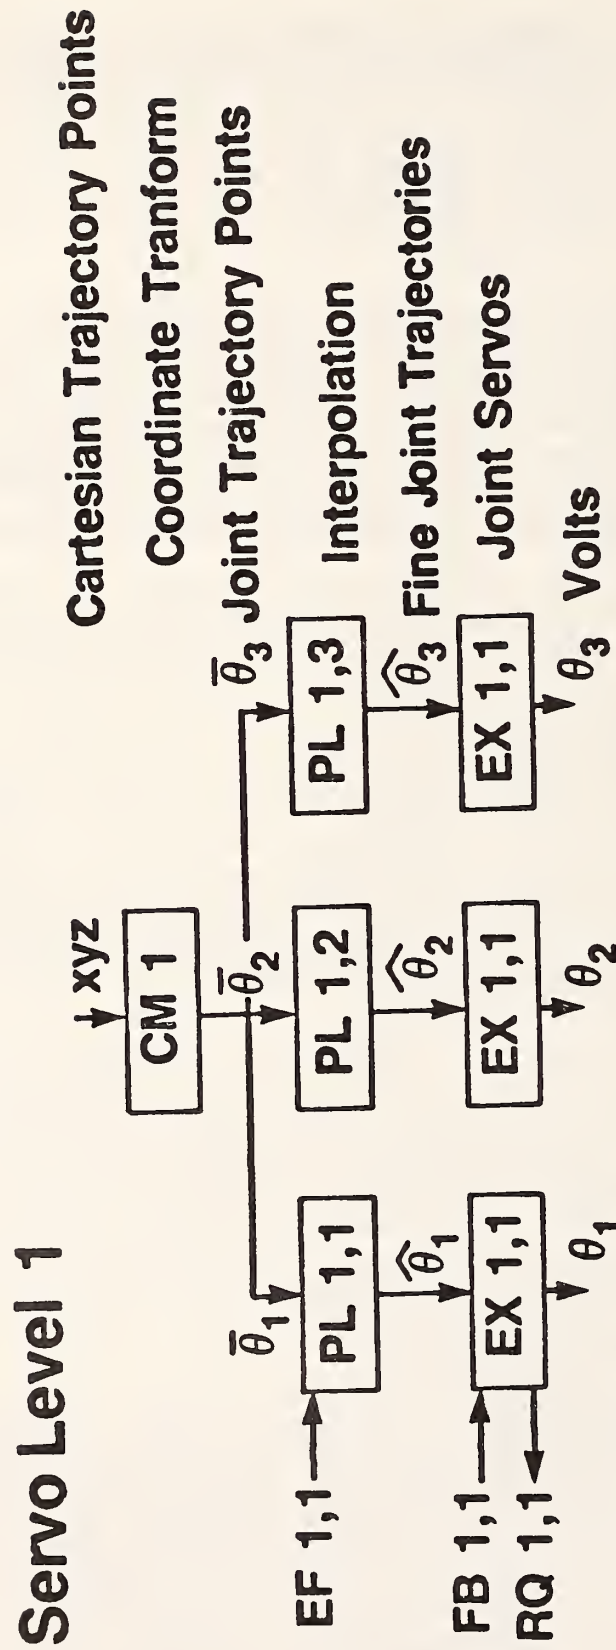 Servo Level 1
xyz
Cartesian Trajectory Points
CM 1
Coordinate Tranform
θ̅₁ θ̅₂ θ̅₃ Joint Trajectory Points
EF 1,1 PL 1,1 PL 1,2 PL 1,3 Interpolation
θ̂₁ θ̂₂ θ̂₃ Fine Joint Trajectories
FB 1,1 EX 1,1 EX 1,1 EX 1,1 Joint Servos
RQ 1,1
θ₁ θ₂ θ₃ Volts